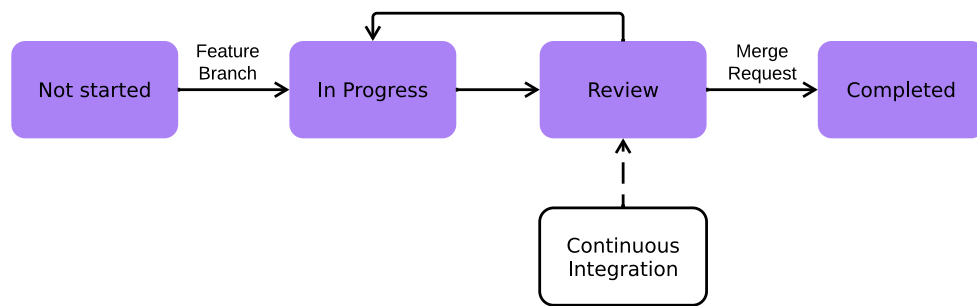 Not started
Feature
Branch
In Progress
Review
Merge
Request
Completed
Continuous
Integration